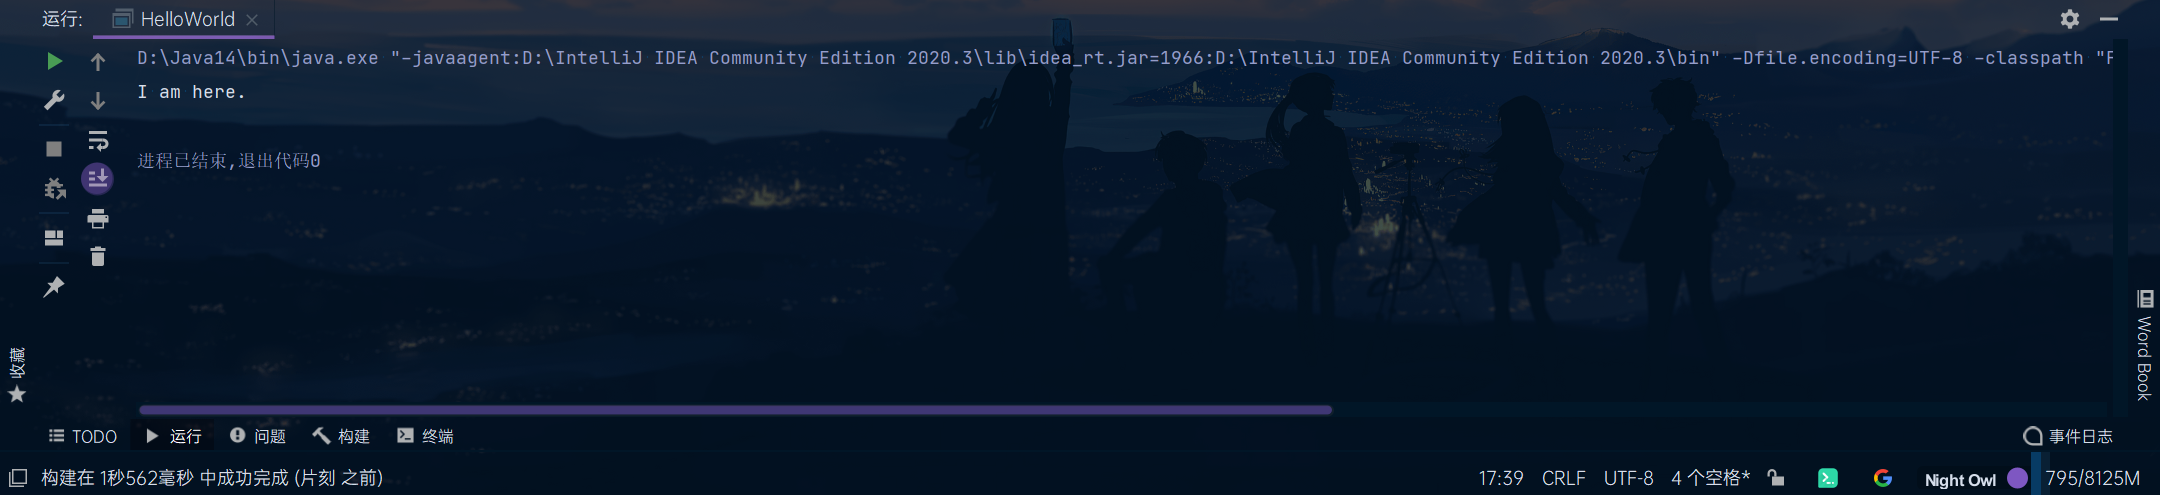 运行: HelloWorld
D:\Java14\bin\java.exe "-javaagent:D:\IntelliJ IDEA Community Edition 2020.3\lib\idea_rt.jar=1966:D:\IntelliJ IDEA Community Edition 2020.3\bin" -Dfile.encoding=UTF-8 -classpath "F
I am here.
进程已结束,退出代码0
收藏
Word Book
TODO 运行 问题 构建 终端 事件日志
构建在 1秒562毫秒 中成功完成 (片刻 之前) 17:39 CRLF UTF-8 4 个空格* Night Owl 795/8125M